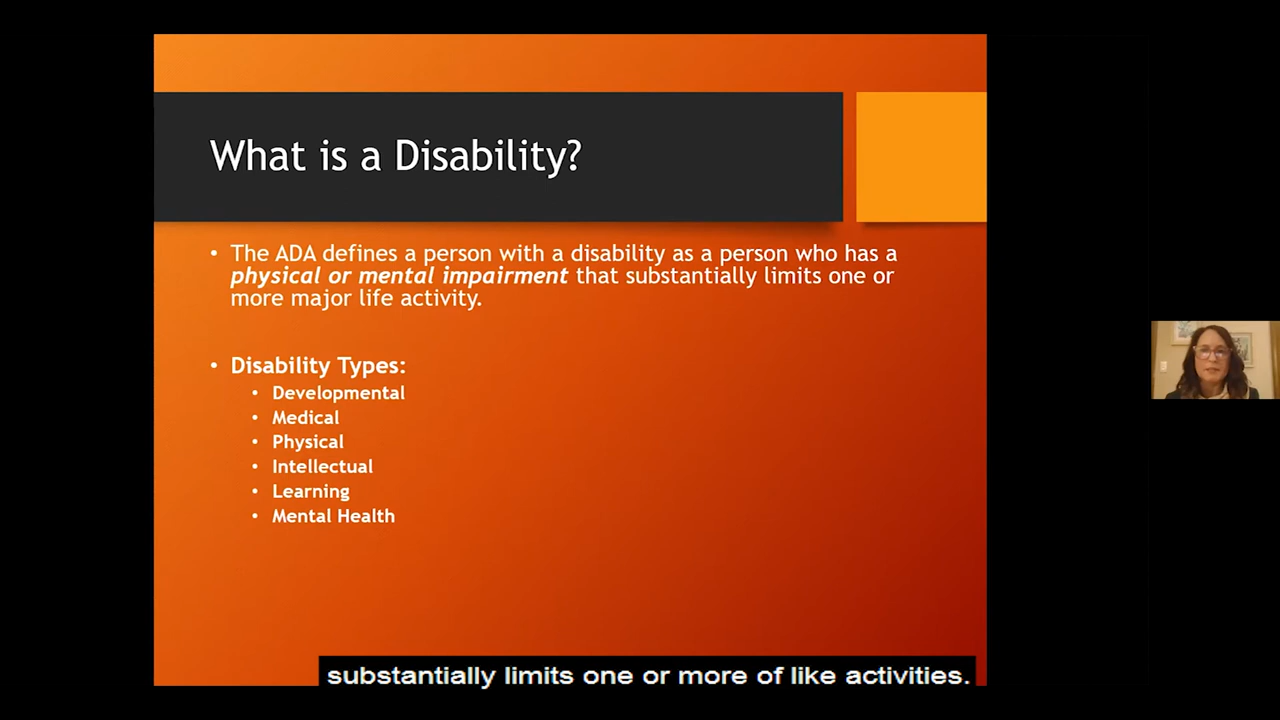 What is a Disability?
• The ADA defines a person with a disability as a person who has a
physical or mental impairment that substantially limits one or
more major life activity.
• Disability Types:
• Developmental
• Medical
• Physical
• Intellectual
• Learning
• Mental Health
substantially limits one or more of like activities.